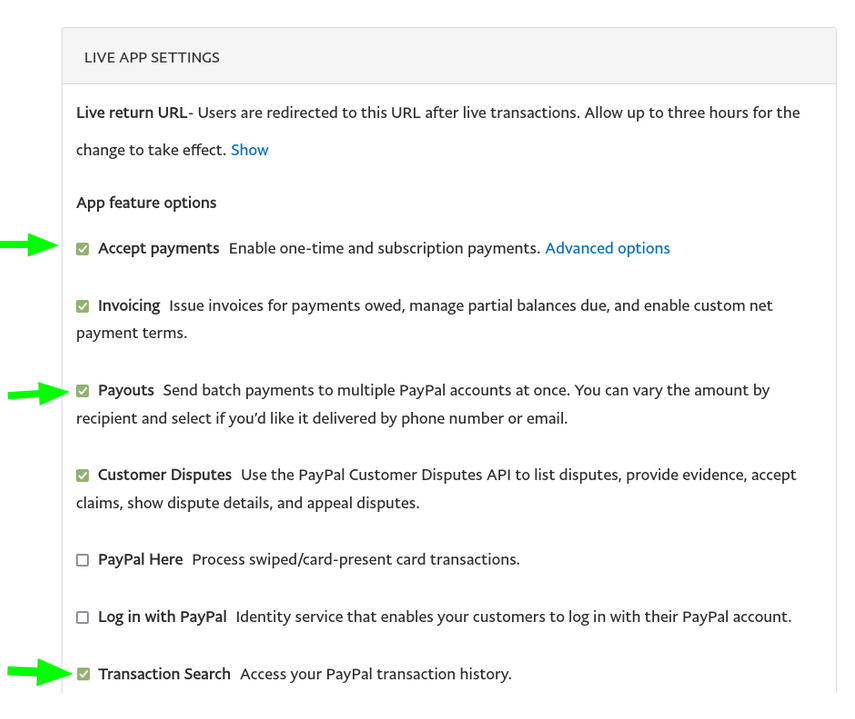 LIVE APP SETTINGS
Live return URL- Users are redirected to this URL after live transactions. Allow up to three hours for the
change to take effect. Show
App feature options
Accept payments Enable one-time and subscription payments. Advanced options
Invoicing Issue invoices for payments owed, manage partial balances due, and enable custom net
payment terms.
Payouts Send batch payments to multiple PayPal accounts at once. You can vary the amount by
recipient and select if you’d like it delivered by phone number or email.
Customer Disputes Use the PayPal Customer Disputes API to list disputes, provide evidence, accept
claims, show dispute details, and appeal disputes.
PayPal Here Process swiped/card-present card transactions.
Log in with PayPal Identity service that enables your customers to log in with their PayPal account.
Transaction Search Access your PayPal transaction history.